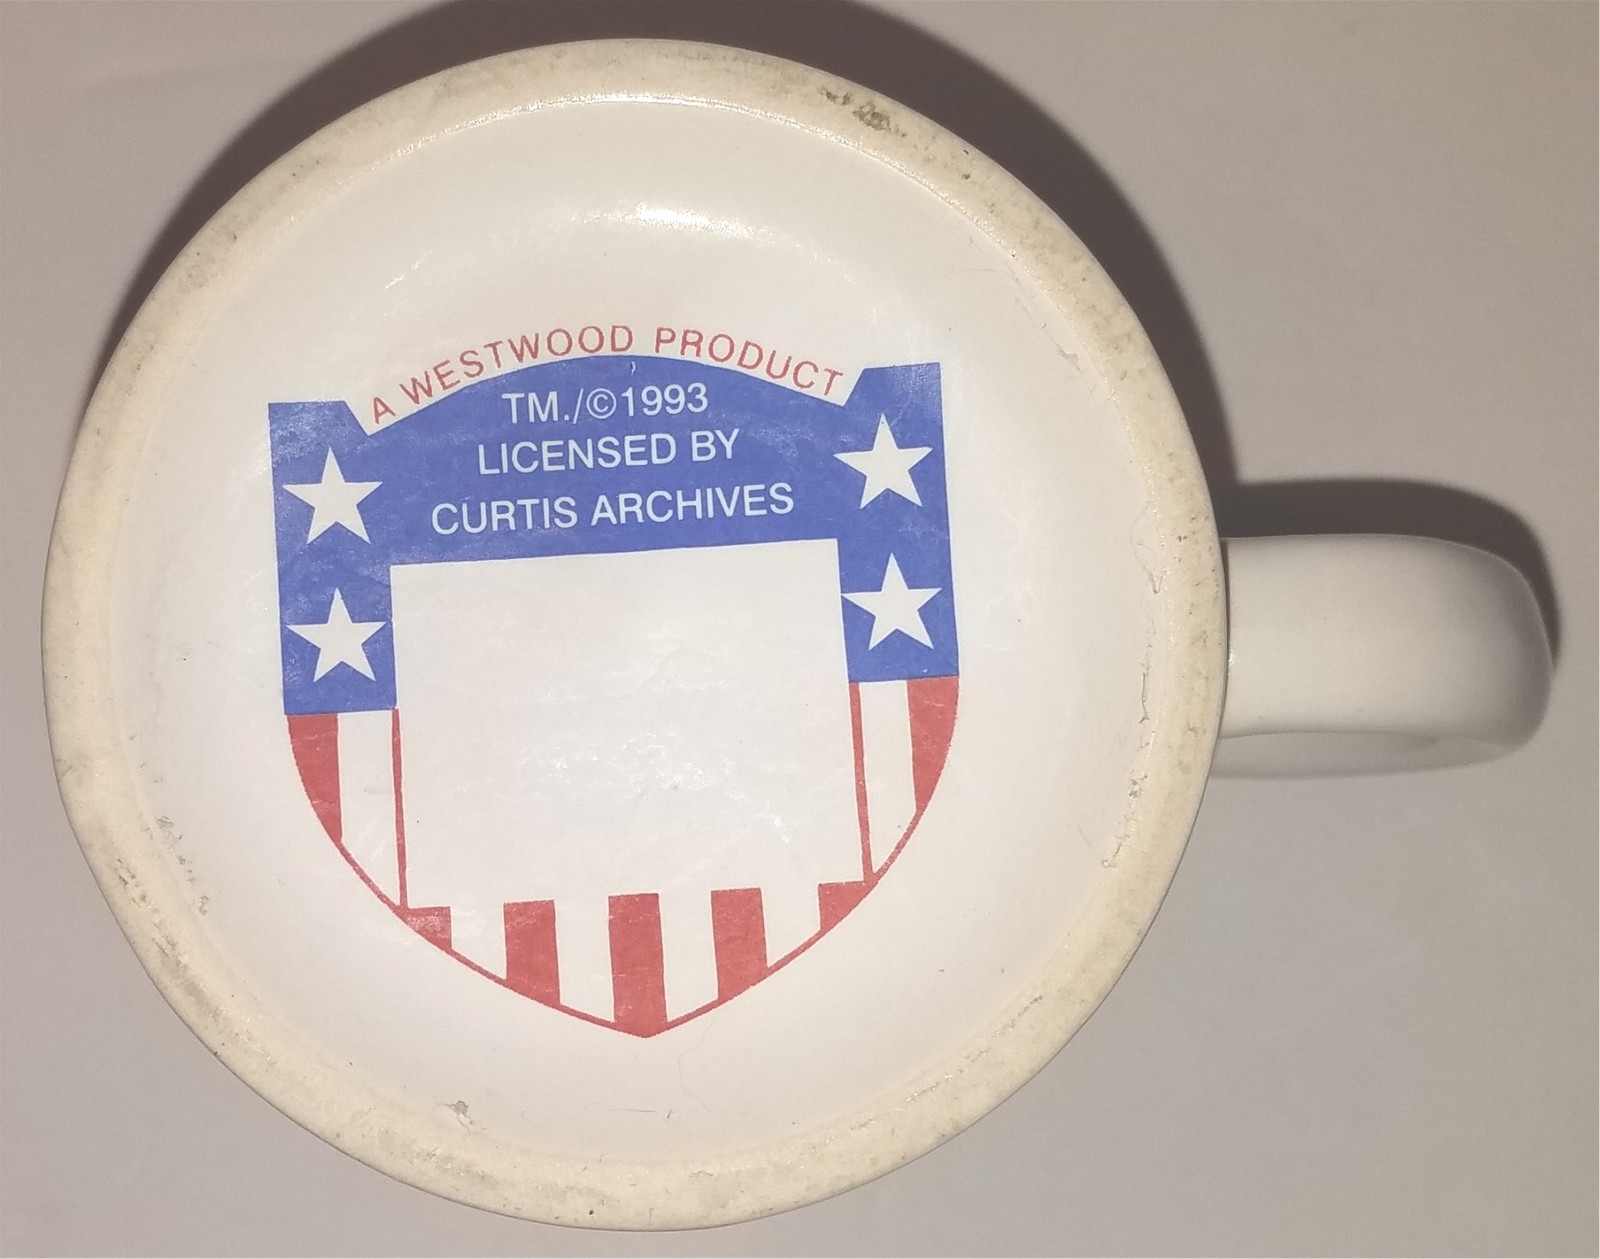 A WESTWOOD PRODUCT
TM./©1993
LICENSED BY
CURTIS ARCHIVES